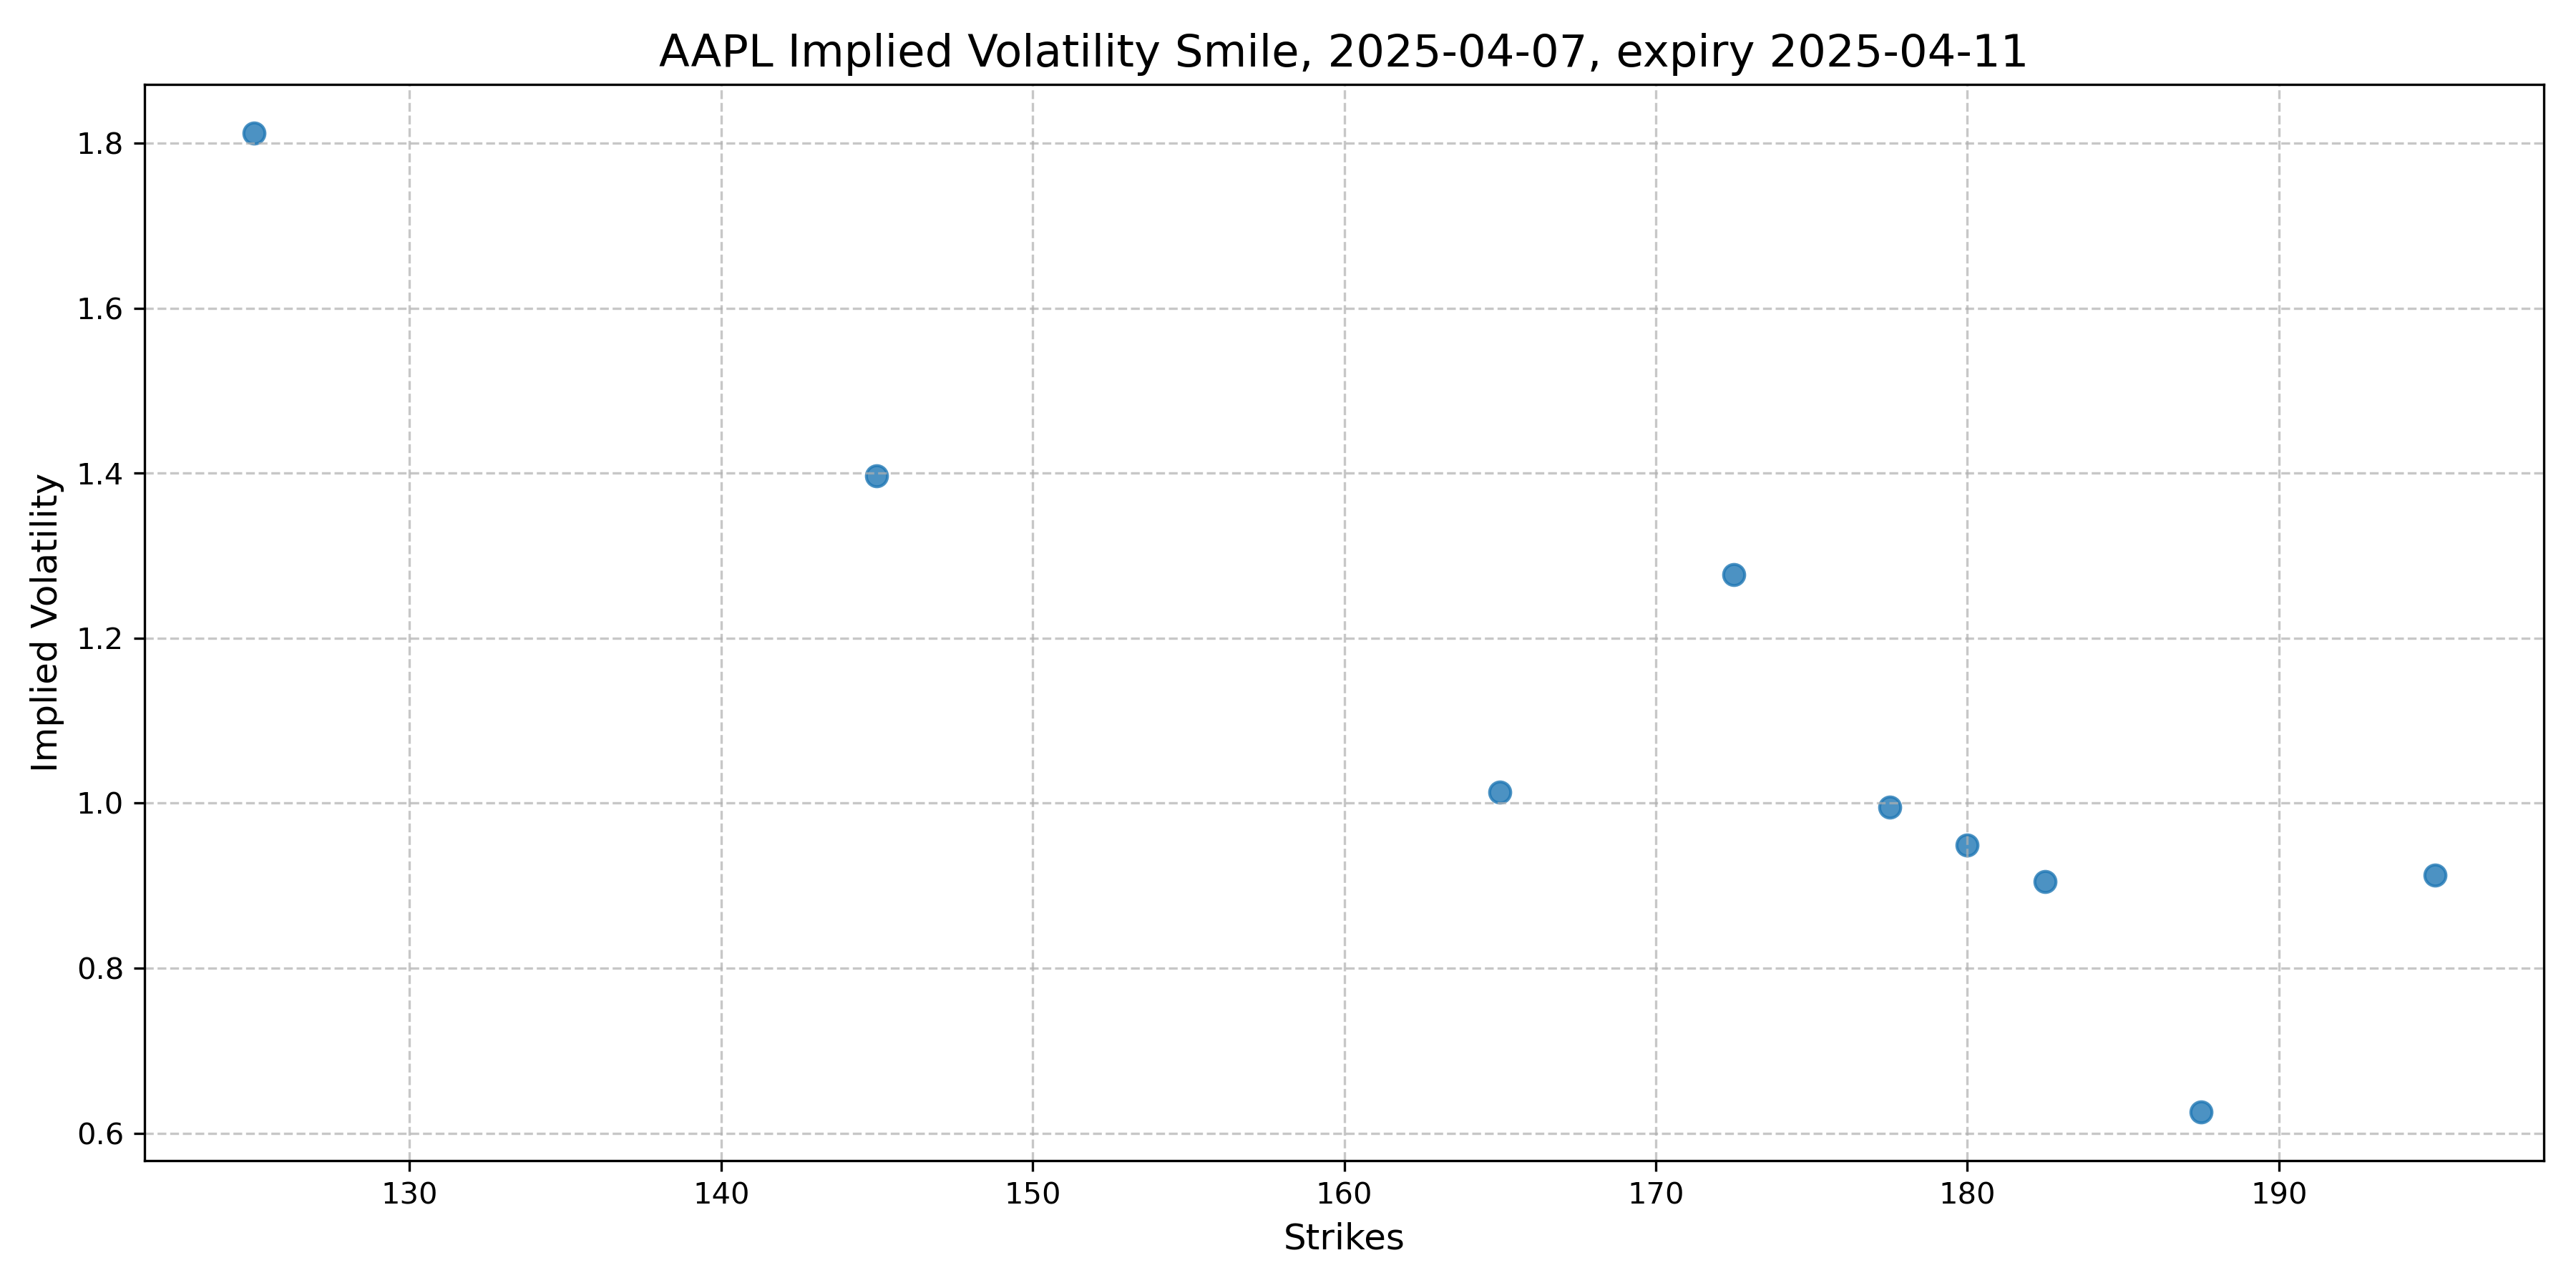 AAPL Implied Volatility Smile, 2025-04-07, expiry 2025-04-11
Implied Volatility
1.8
1.6
1.4
1.2
1.0
0.8
0.6
130 140 150 160 170 180 190
Strikes